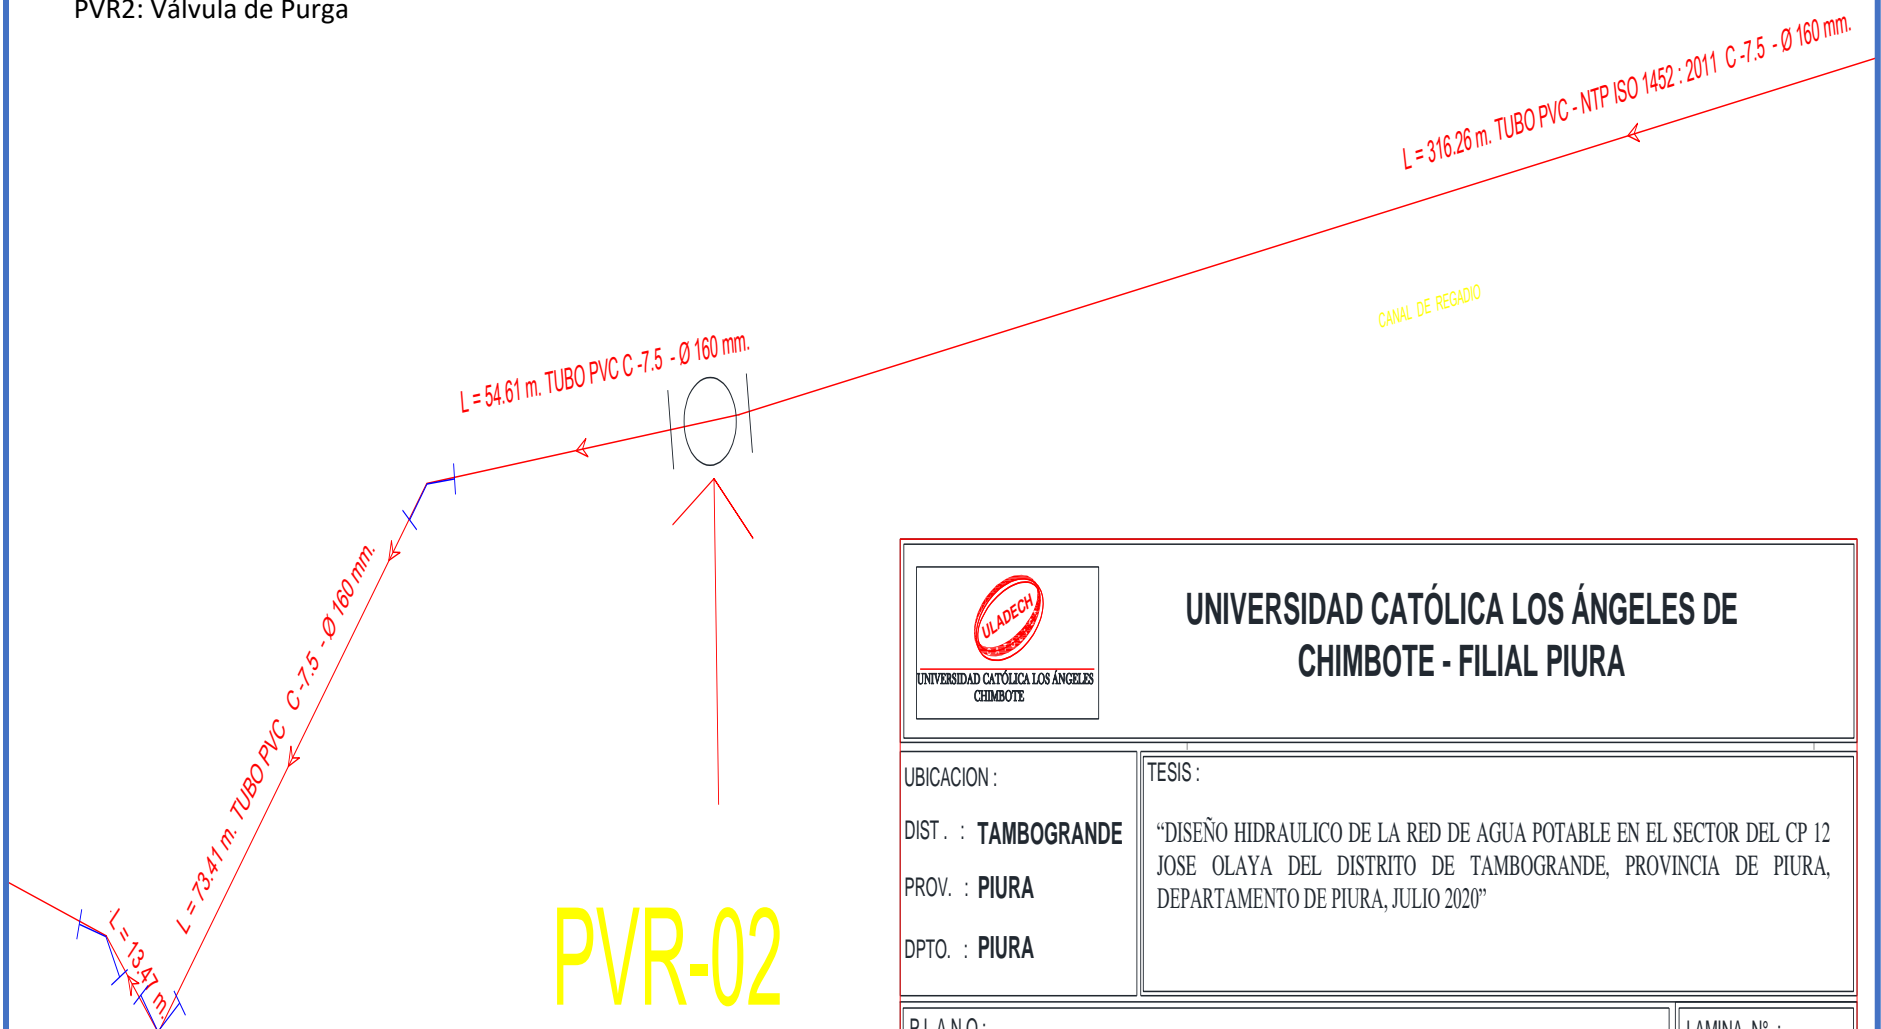 PVR2: Válvula de Purga
L = 316.26 m. TUBO PVC - NTP ISO 1452 : 2011 C -7.5 - Ø 160 mm.
CANAL DE REGADIO
L = 54.61 m. TUBO PVC C -7.5 - Ø 160 mm.
L = 73.41 m. TUBO PVC C -7.5 - Ø 160 mm.
L = 13.47 m.
PVR-02
ULADECH
UNIVERSIDAD CATÓLICA LOS ÁNGELES
CHIMBOTE
UNIVERSIDAD CATÓLICA LOS ÁNGELES DE
CHIMBOTE - FILIAL PIURA
UBICACION :
DIST . : TAMBOGRANDE
PROV. : PIURA
DPTO. : PIURA
TESIS :
“DISEÑO HIDRAULICO DE LA RED DE AGUA POTABLE EN EL SECTOR DEL CP 12
JOSE OLAYA DEL DISTRITO DE TAMBOGRANDE, PROVINCIA DE PIURA,
DEPARTAMENTO DE PIURA, JULIO 2020”
P L A N O :
LAMINA Nº :